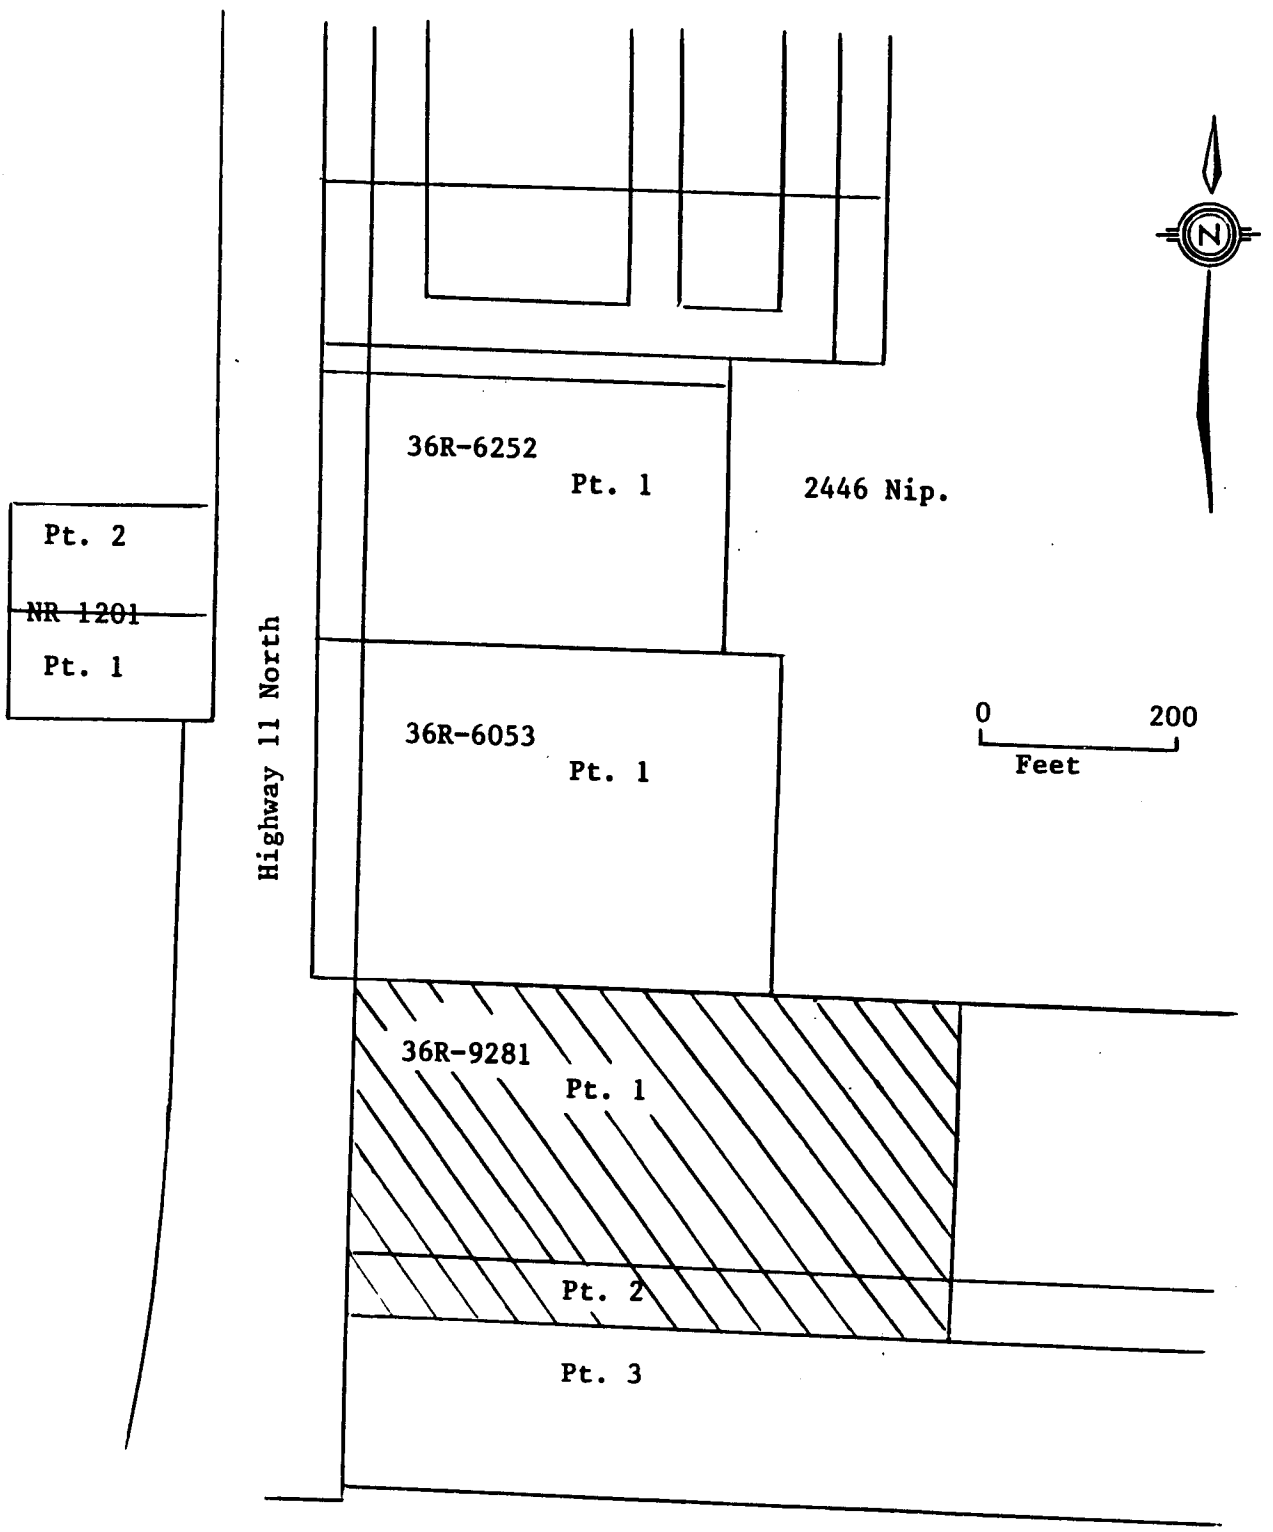 N
36R-6252
Pt. 1
2446 Nip.
Pt. 2
NR 1201
Pt. 1
Highway 11 North
0 200
Feet
36R-6053
Pt. 1
36R-9281
Pt. 1
Pt. 2
Pt. 3